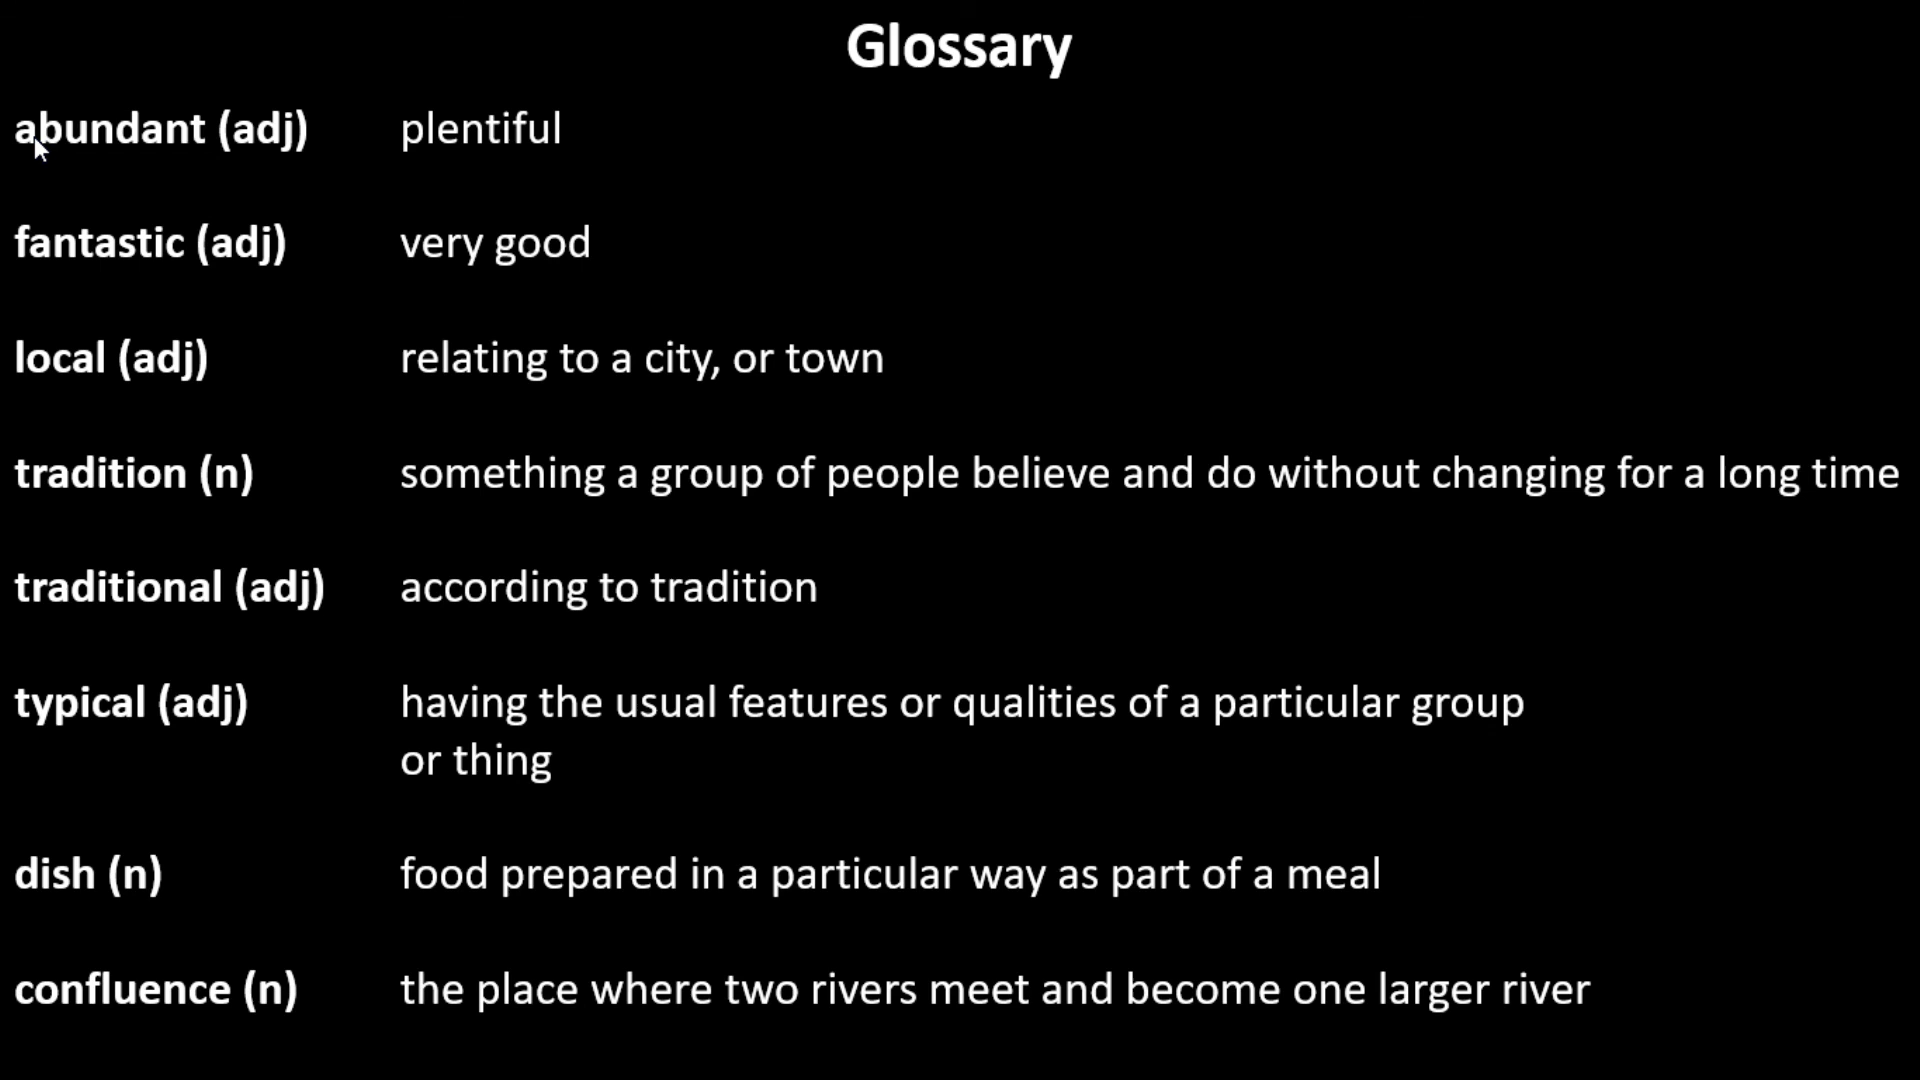 Glossary
abundant (adj) plentiful
fantastic (adj) very good
local (adj) relating to a city, or town
tradition (n) something a group of people believe and do without changing for a long time
traditional (adj) according to tradition
typical (adj) having the usual features or qualities of a particular group
or thing
dish (n) food prepared in a particular way as part of a meal
confluence (n) the place where two rivers meet and become one larger river